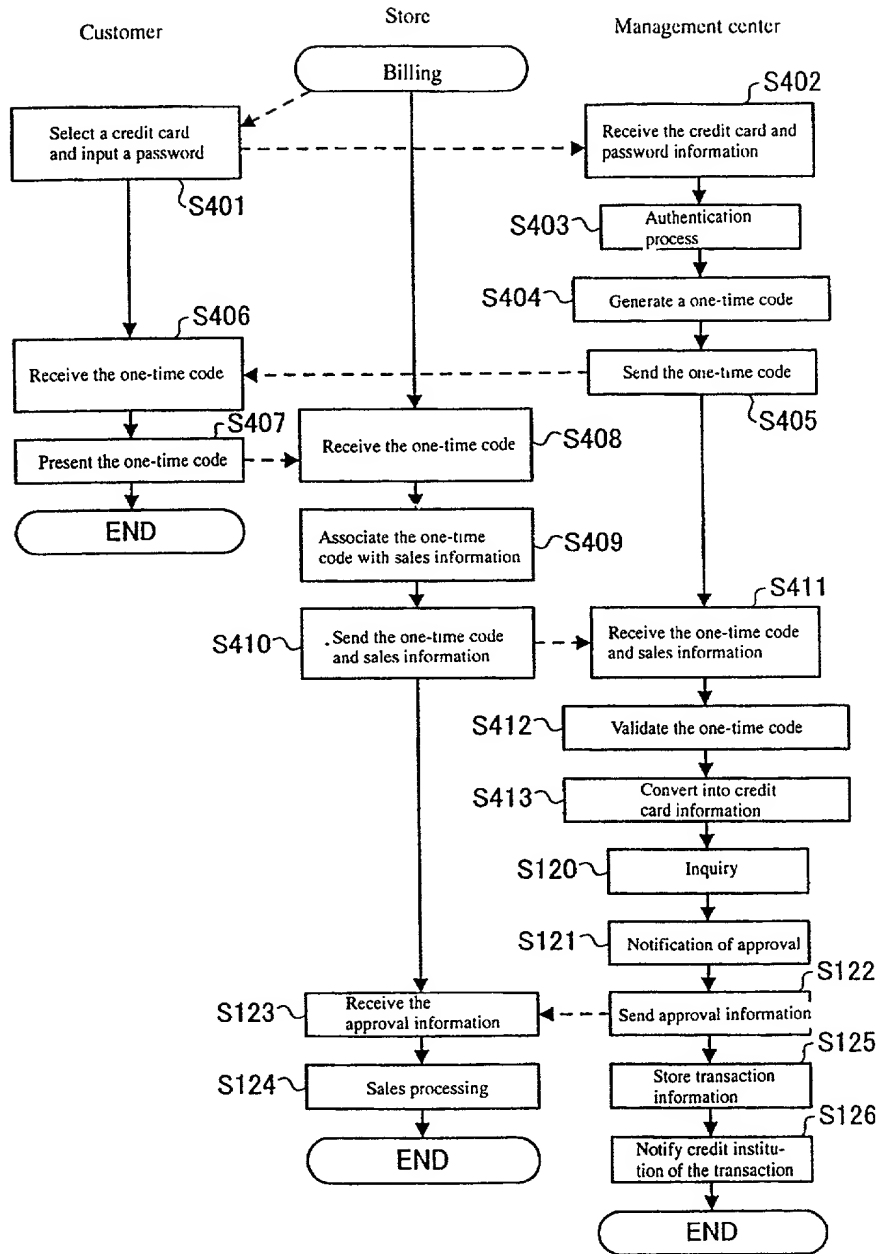 Customer
Store
Management center
Billing
S402
Select a credit card
and input a password
Receive the credit card and
password information
S401
S403
Authentication
process
S404
Generate a one-time code
S406
Receive the one-time code
Send the one-time code
S405
S407
Present the one-time code
Receive the one-time code
S408
END
Associate the one-time
code with sales information
S409
S411
S410
.Send the one-time code
and sales information
Receive the one-time code
and sales information
S412
Validate the one-time code
S413
Convert into credit
card information
S120
Inquiry
S121
Notification of approval
S122
S123
Receive the
approval information
Send approval information
S125
S124
Sales processing
Store transaction
information
S126
END
Notify credit institu-
tion of the transaction
END